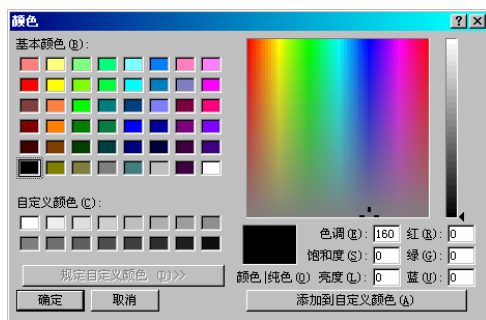 颜色
基本颜色(B):
自定义颜色(C):
规定自定义颜色 (D)>>
确定 取消
色调(E): 160 红(R): 0
饱和度(S): 0 绿(G): 0
颜色|纯色(O) 亮度(L): 0 蓝(U): 0
添加到自定义颜色(A)